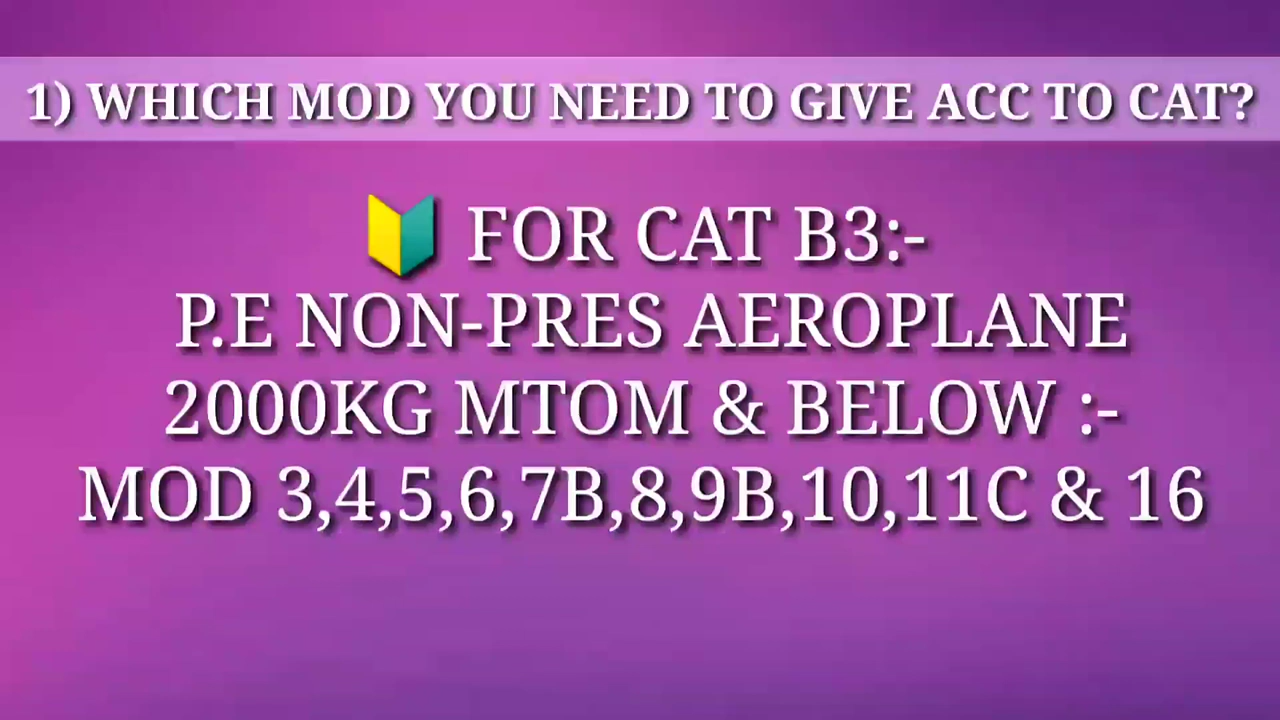 1) WHICH MOD YOU NEED TO GIVE ACC TO CAT?
🔰 FOR CAT B3:-
P.E NON-PRES AEROPLANE
2000KG MTOM & BELOW :-
MOD 3,4,5,6,7B,8,9B,10,11C & 16